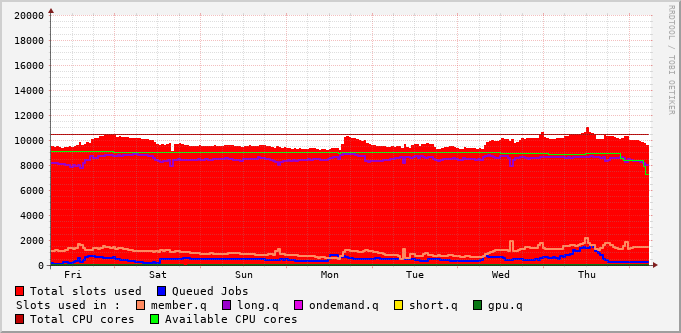 20000
18000
16000
14000
12000
10000
8000
6000
4000
2000
0
Fri Sat Sun Mon Tue Wed Thu
Total slots used Queued Jobs
Slots used in : member.q long.q ondemand.q short.q gpu.q
Total CPU cores Available CPU cores
RRDTOOL / TOBI OETIKER